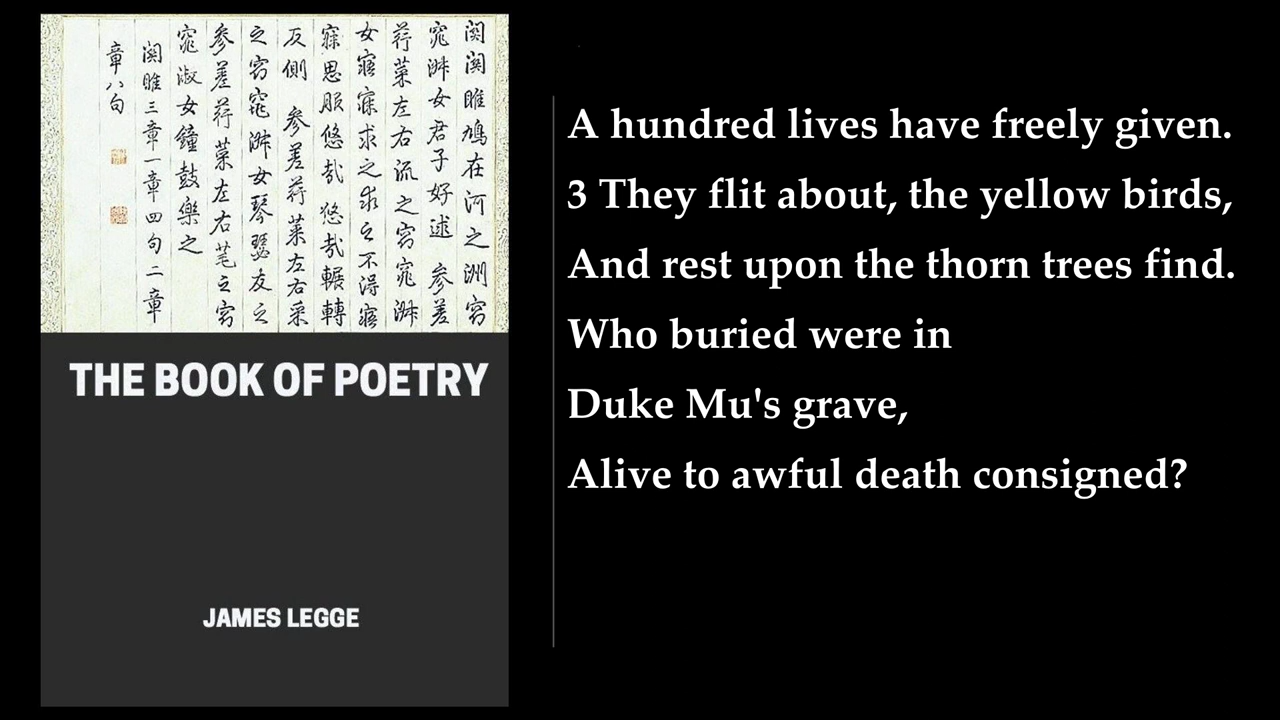 關關雎鳩在河之洲窈
窕淑女君子好逑 參差
荇菜左右流之窈窕淑
女寤寐求之求之不得寤
寐思服悠哉悠哉輾轉
反側 參差荇菜左右采
之窈窕淑女琴瑟友之
參差荇菜左右芼之窈
窕淑女鐘鼓樂之
關雎三章一章四句二章
章八句
THE BOOK OF POETRY
JAMES LEGGE
A hundred lives have freely given.
3 They flit about, the yellow birds,
And rest upon the thorn trees find.
Who buried were in
Duke Mu's grave,
Alive to awful death consigned?